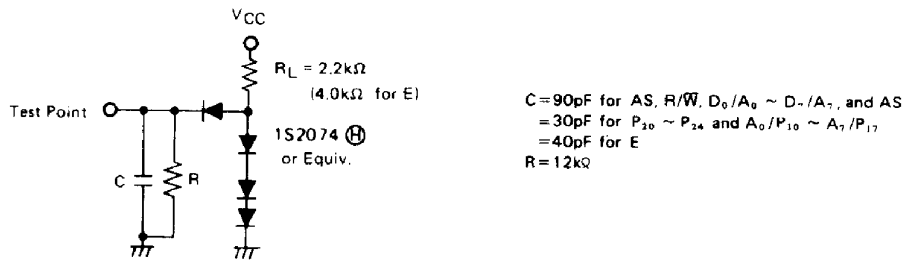 VCC
RL = 2.2kΩ
(4.0kΩ for E)
Test Point
1S2074 Ⓗ
or Equiv.
C
R
C=90pF for AS, R/W̅, D₀/A₀ ~ D₇/A₇, and AS
=30pF for P₂₀ ~ P₂₄ and A₀/P₁₀ ~ A₇/P₁₇
=40pF for E
R=12kΩ